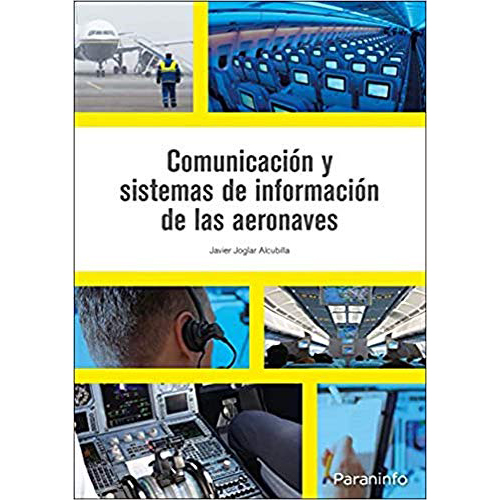 Comunicación y
sistemas de información
de las aeronaves
Javier Joglar Alcubilla
Paraninfo